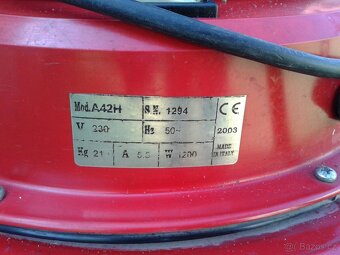 Mod. A42H S.N. 1294 CE
V 230 Hz 50~ 2003
Kg 21 A 5.5 W 1200 MADE IN ITALY